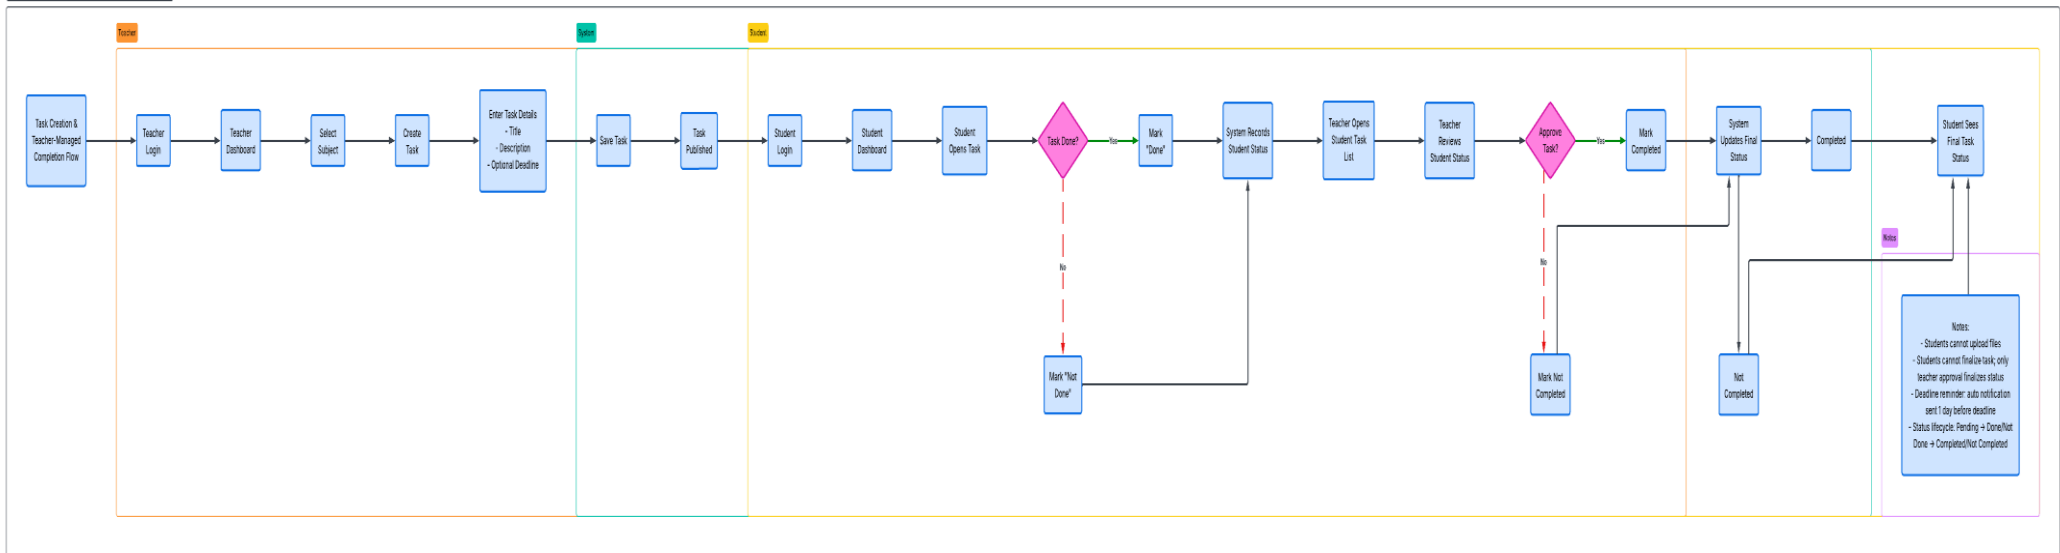 Teacher
System
Student
Task Creation &
Teacher-Managed
Completion Flow
Teacher
Login
Teacher
Dashboard
Select
Subject
Create
Task
Enter Task Details
- Title
- Description
- Optional Deadline
Save Task
Task
Published
Student
Login
Student
Dashboard
Student
Opens Task
Task Done?
Yes
Mark
"Done"
System Records
Student Status
Teacher Opens
Student Task
List
Teacher
Reviews
Student Status
Approve
Task?
Yes
Mark
Completed
System
Updates Final
Status
Completed
Student Sees
Final Task
Status
No
Mark "Not
Done"
No
Mark Not
Completed
Not
Completed
Notes
Notes:
- Students cannot upload files
- Students cannot finalize task; only
teacher approval finalizes status
- Deadline reminder: auto notification
sent 1 day before deadline
- Status lifecycle: Pending → Done/Not
Done → Completed/Not Completed